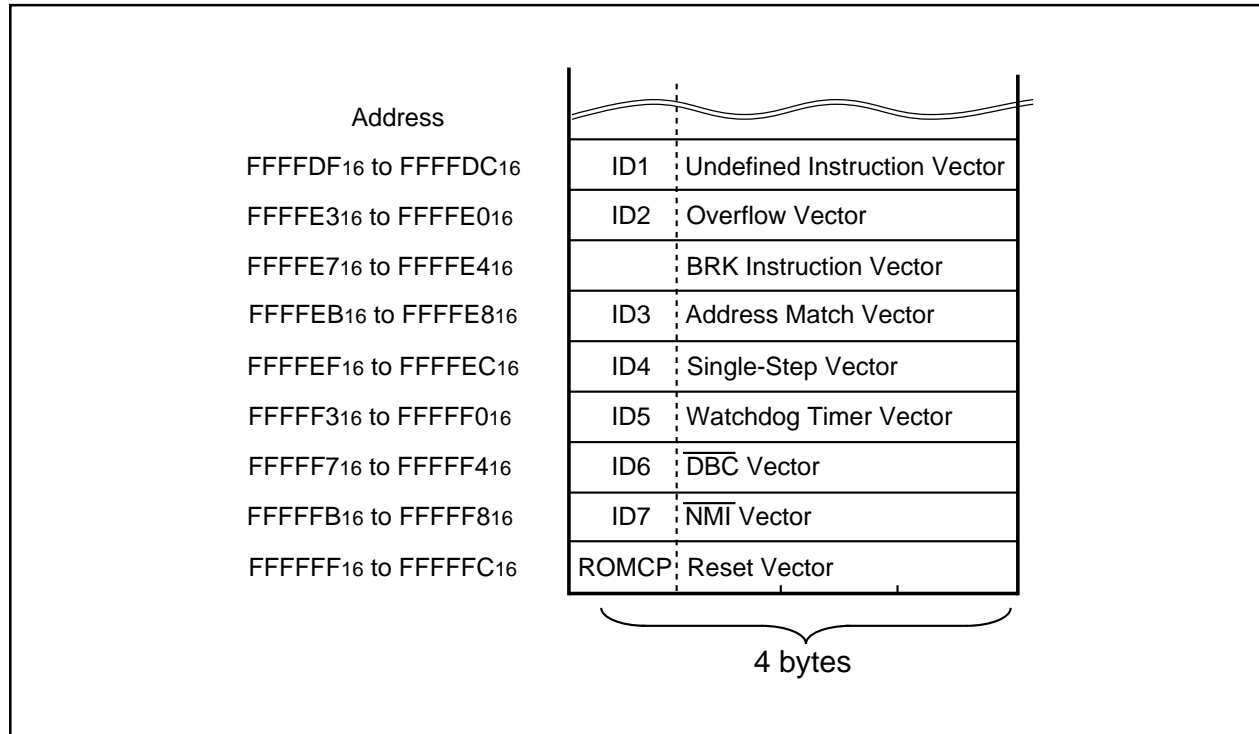 Address
FFFFDF16 to FFFFDC16 ID1 Undefined Instruction Vector
FFFFE316 to FFFFE016 ID2 Overflow Vector
FFFFE716 to FFFFE416 BRK Instruction Vector
FFFFEB16 to FFFFE816 ID3 Address Match Vector
FFFFEF16 to FFFFEC16 ID4 Single-Step Vector
FFFFF316 to FFFFF016 ID5 Watchdog Timer Vector
FFFFF716 to FFFFF416 ID6 DBC Vector
FFFFFB16 to FFFFF816 ID7 NMI Vector
FFFFFF16 to FFFFFC16 ROMCP Reset Vector
4 bytes